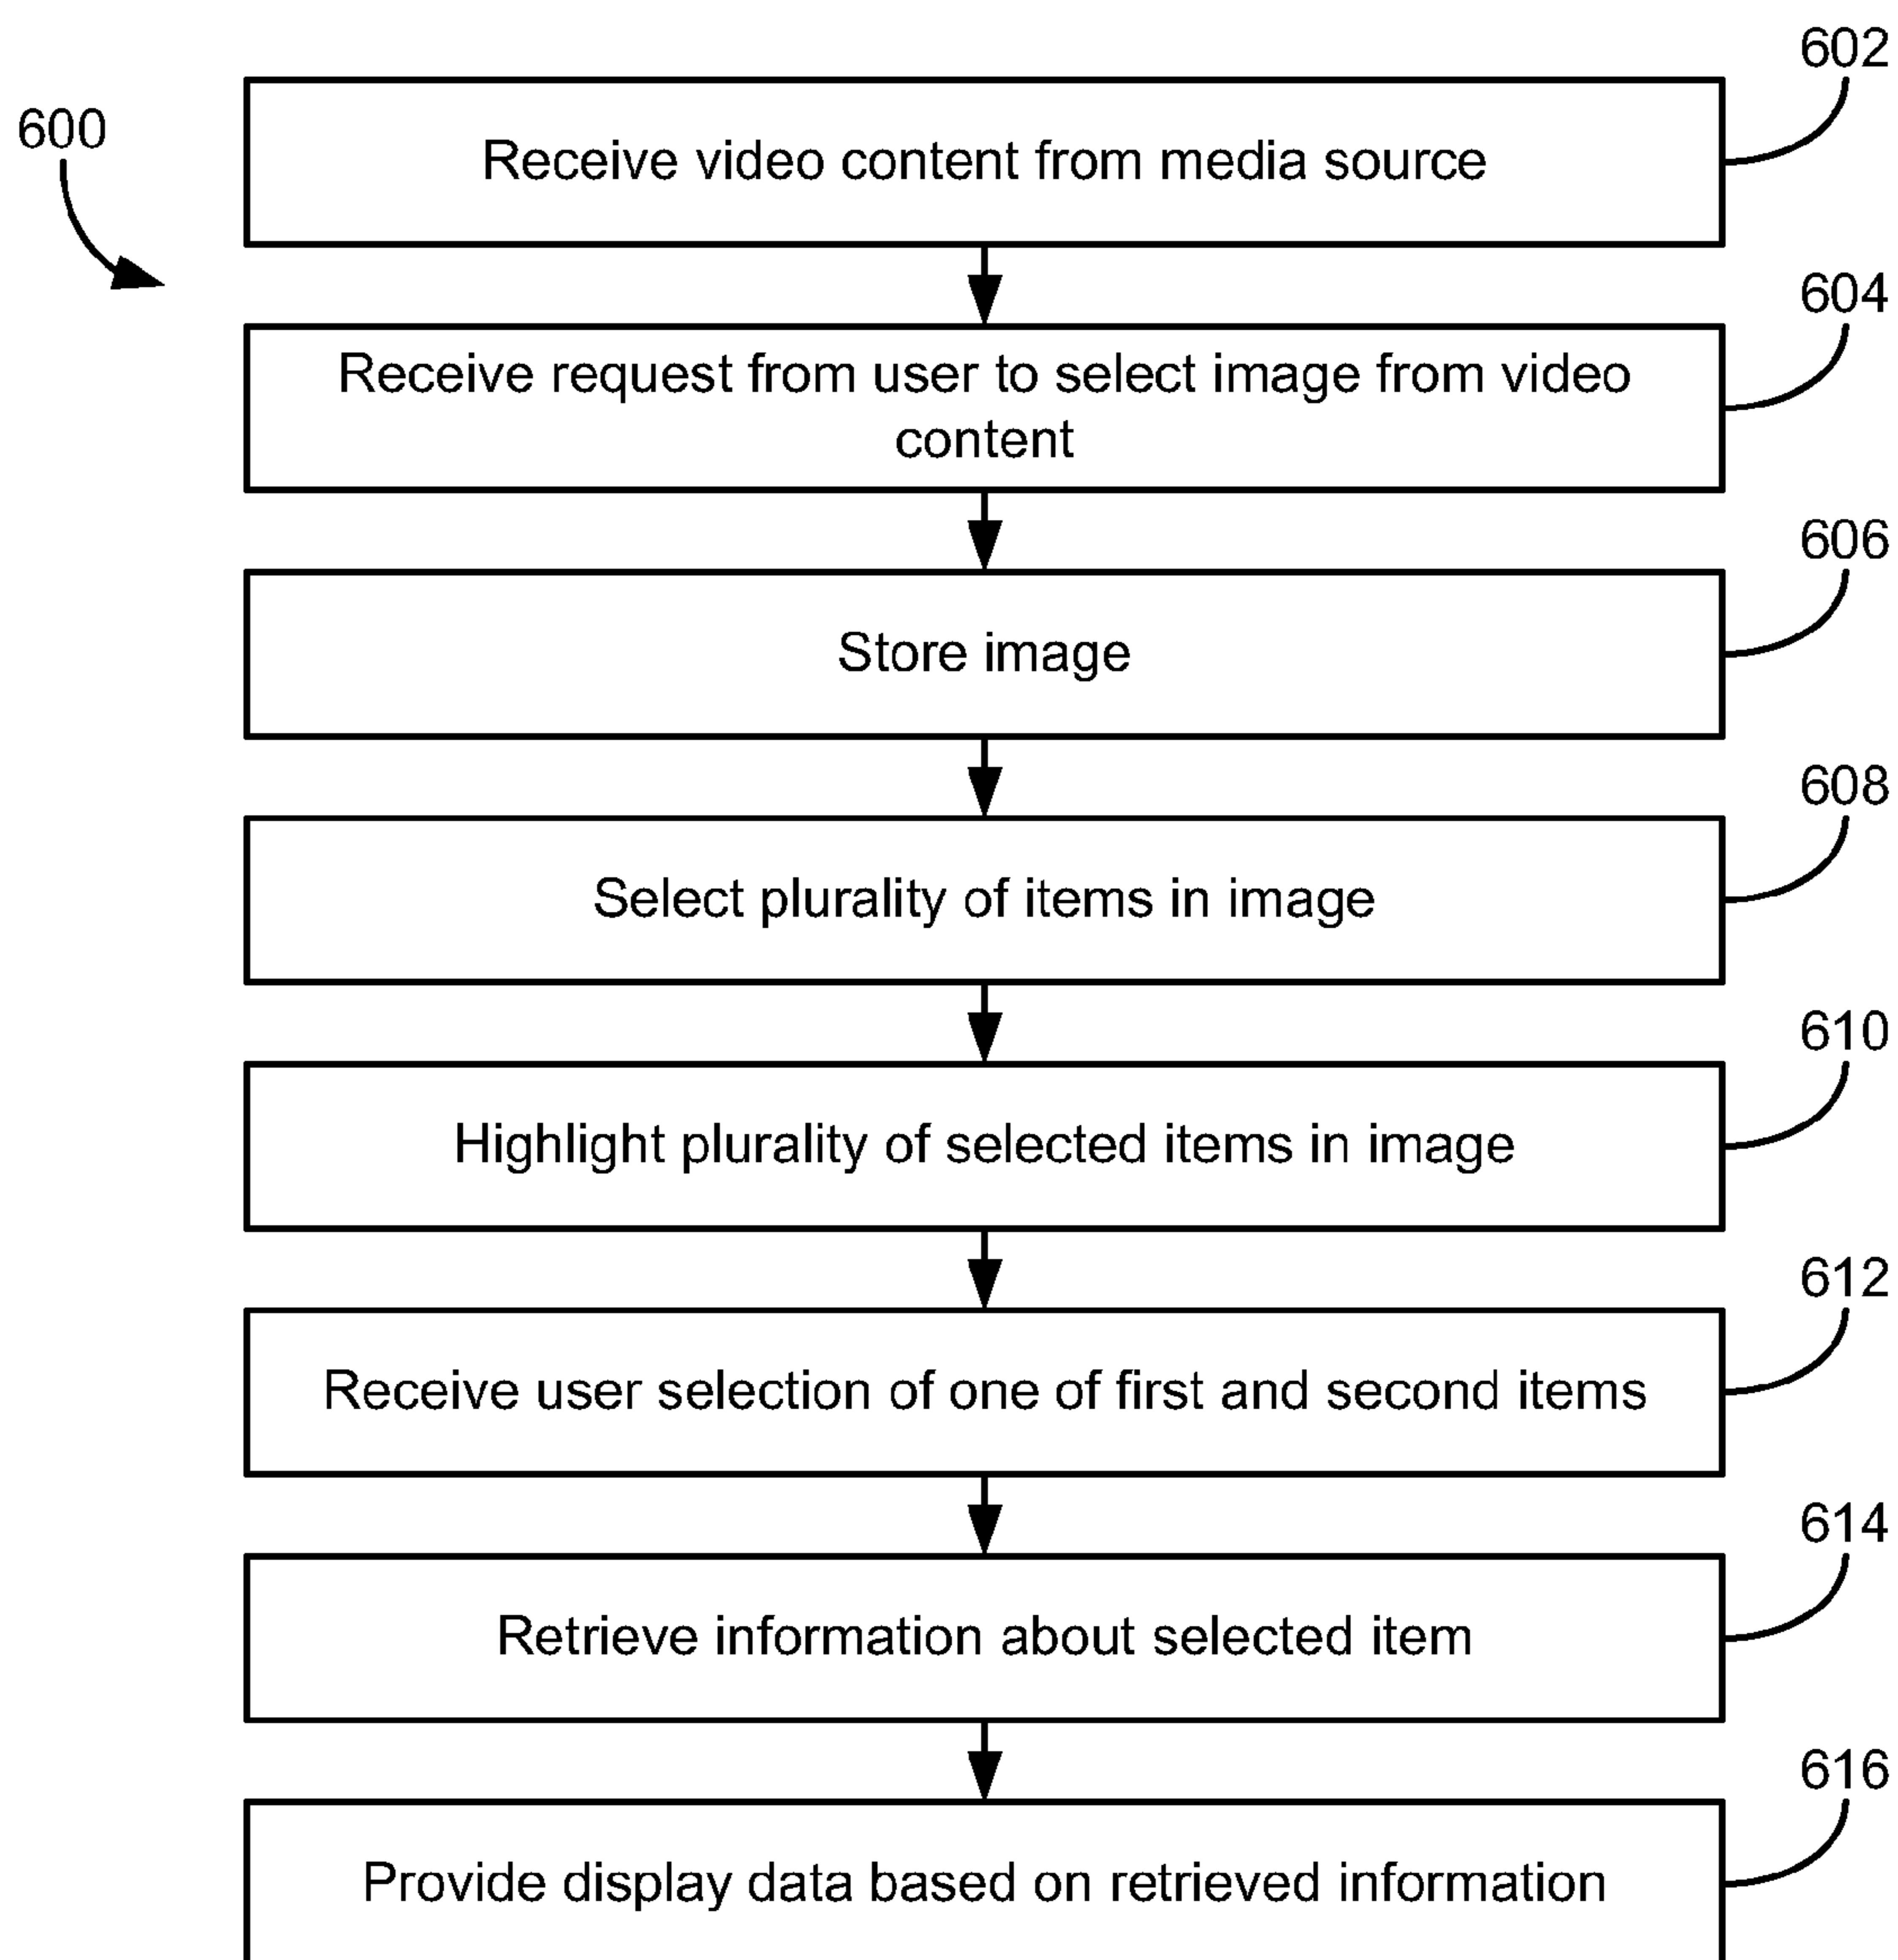 602
600
Receive video content from media source
604
Receive request from user to select image from video
content
606
Store image
608
Select plurality of items in image
610
Highlight plurality of selected items in image
612
Receive user selection of one of first and second items
614
Retrieve information about selected item
616
Provide display data based on retrieved information